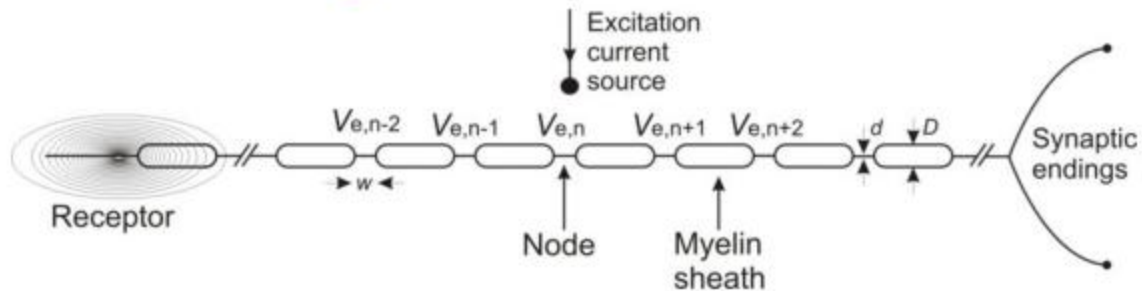 Excitation
current
source
Ve,n-2 Ve,n-1 Ve,n Ve,n+1 Ve,n+2 d D
Synaptic
endings
w
Receptor
Node Myelin
sheath